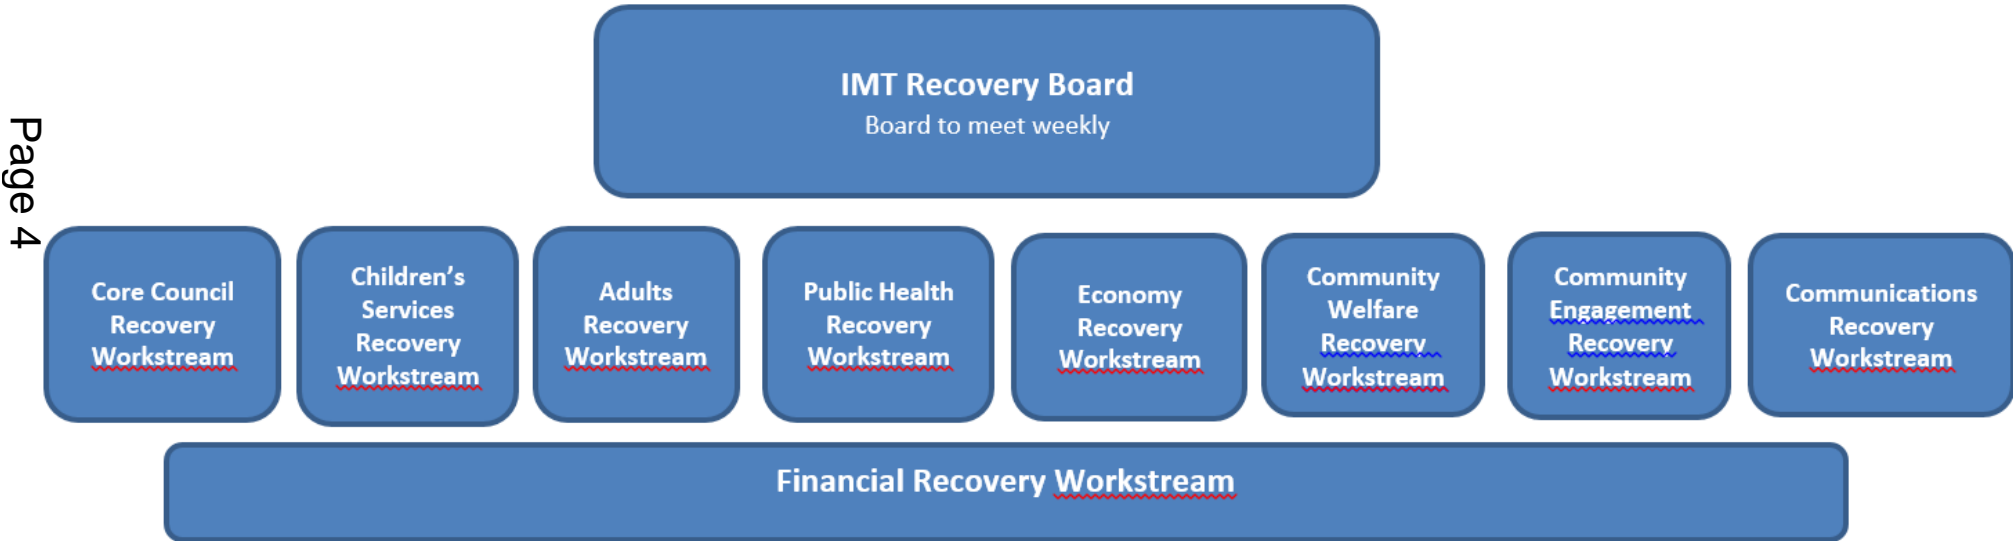 IMT Recovery Board
Board to meet weekly
Page 4
Core Council
Recovery
Workstream
Children’s
Services
Recovery
Workstream
Adults
Recovery
Workstream
Public Health
Recovery
Workstream
Economy
Recovery
Workstream
Community
Welfare
Recovery
Workstream
Community
Engagement
Recovery
Workstream
Communications
Recovery
Workstream
Financial Recovery Workstream